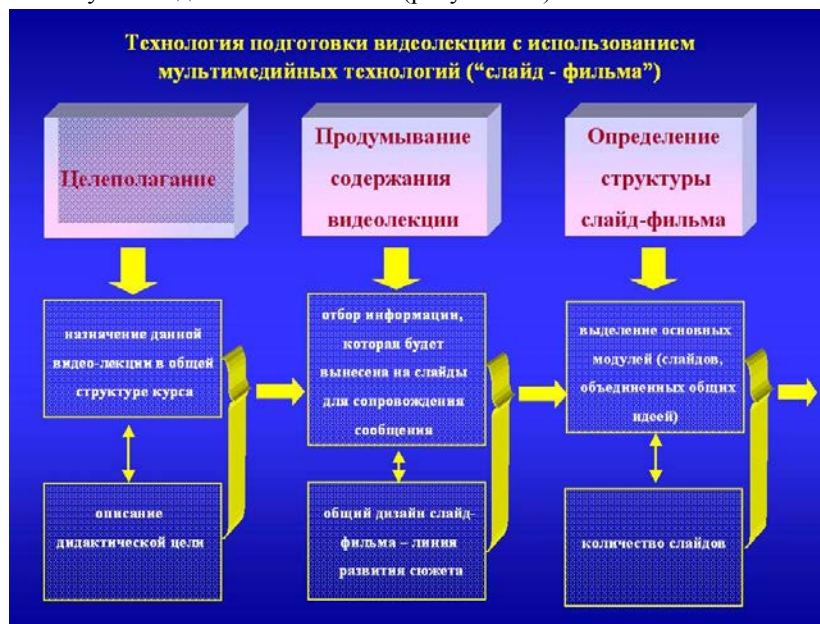 Технология подготовки видеолекции с использованием
мультимедийных технологий (“слайд - фильма”)
Целеполагание
Продумывание
содержания
видеолекции
Определение
структуры
слайд-фильма
назначение данной
видео-лекции в общей
структуре курса
отбор информации,
которая будет
вынесена на слайды
для сопровождения
сообщения
выделение основных
модулей (слайдов,
объединенных общих
идеей)
описание
дидактической цели
общий дизайн слайд-
фильма – линия
развития сюжета
количество слайдов